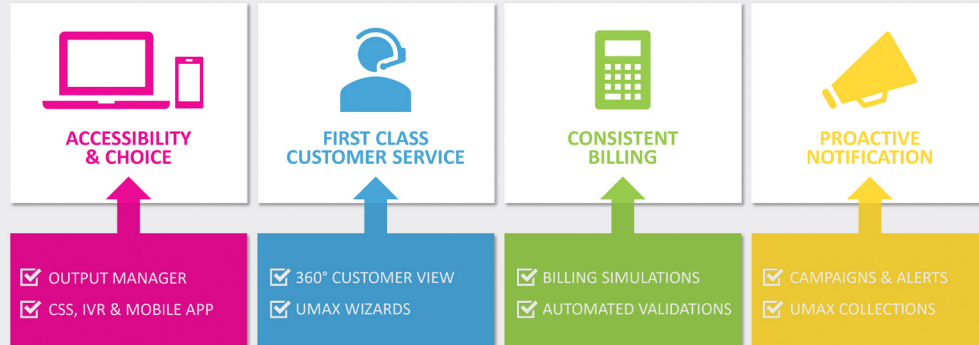 ACCESSIBILITY
& CHOICE
FIRST CLASS
CUSTOMER SERVICE
CONSISTENT
BILLING
PROACTIVE
NOTIFICATION
OUTPUT MANAGER
CSS, IVR & MOBILE APP
360° CUSTOMER VIEW
UMAX WIZARDS
BILLING SIMULATIONS
AUTOMATED VALIDATIONS
CAMPAIGNS & ALERTS
UMAX COLLECTIONS